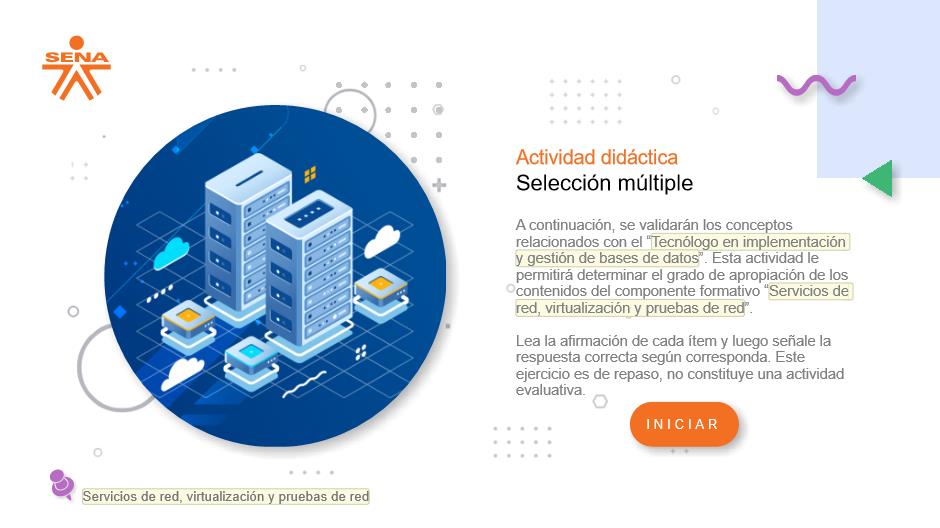 SENA
Actividad didáctica
Selección múltiple
A continuación, se validarán los conceptos
relacionados con el “Tecnólogo en implementación
y gestión de bases de datos”. Esta actividad le
permitirá determinar el grado de apropiación de los
contenidos del componente formativo “Servicios de
red, virtualización y pruebas de red”.
Lea la afirmación de cada ítem y luego señale la
respuesta correcta según corresponda. Este
ejercicio es de repaso, no constituye una actividad
evaluativa.
INICIAR
Servicios de red, virtualización y pruebas de red